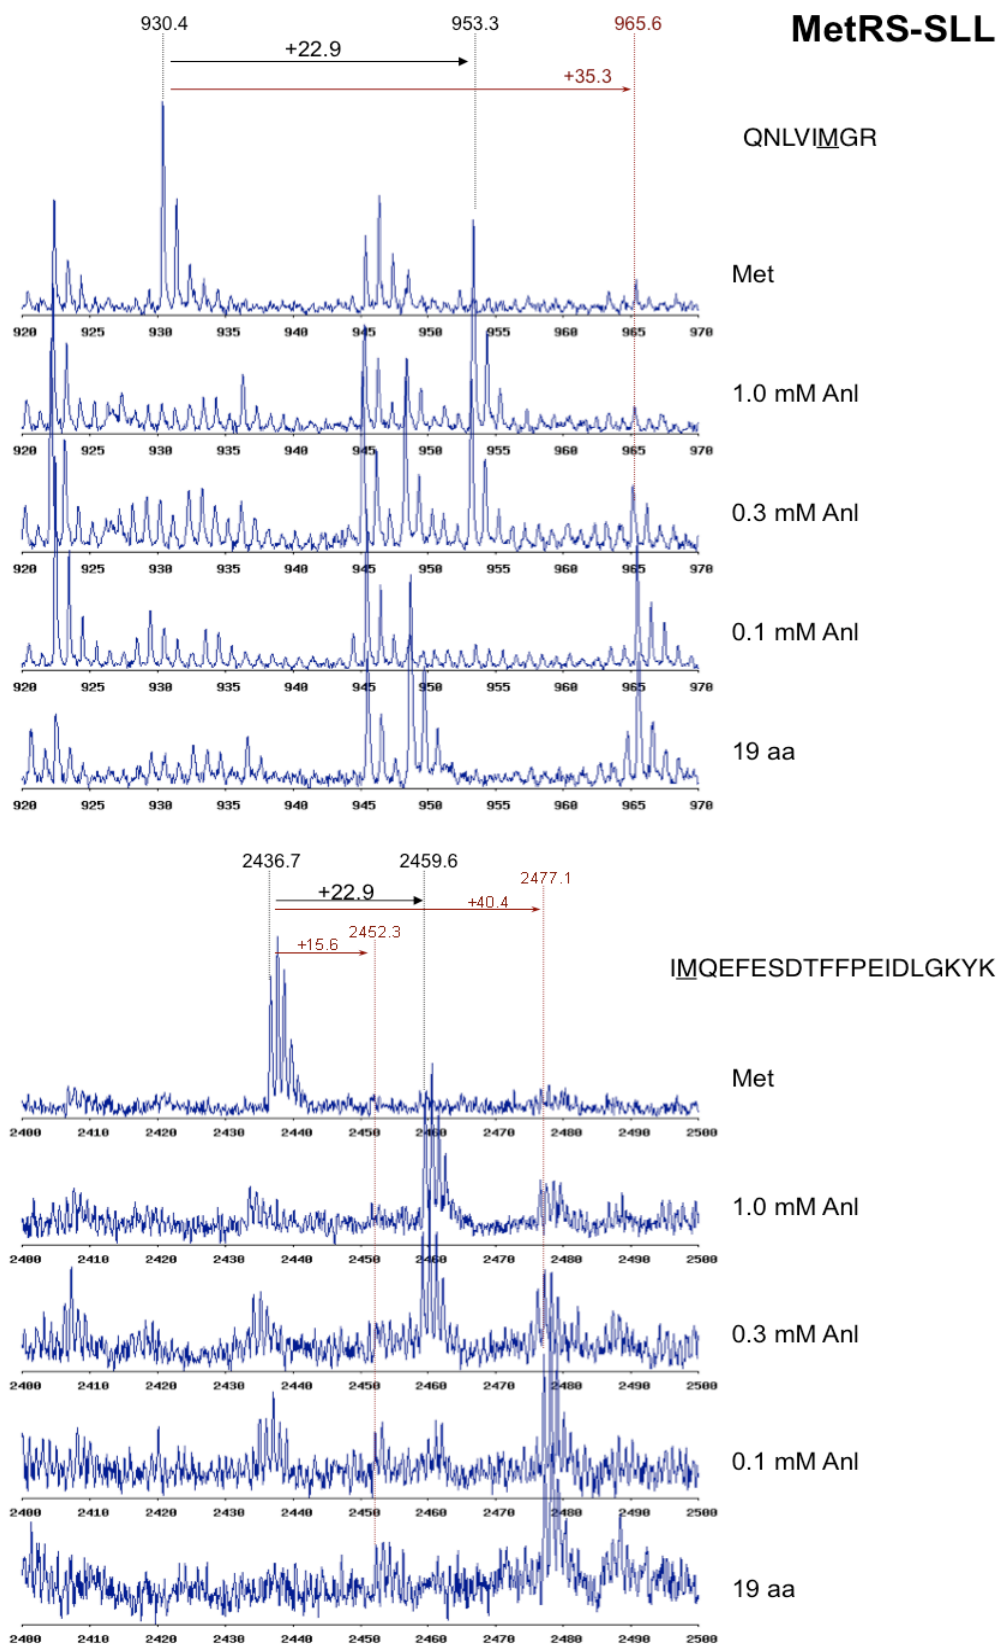 MetRS-SLL
930.4 953.3 965.6
+22.9
+35.3
QNLVIMGR
Met
920 925 930 935 940 945 950 955 960 965 970
1.0 mM Anl
920 925 930 935 940 945 950 955 960 965 970
0.3 mM Anl
920 925 930 935 940 945 950 955 960 965 970
0.1 mM Anl
920 925 930 935 940 945 950 955 960 965 970
19 aa
920 925 930 935 940 945 950 955 960 965 970
2436.7 2459.6
2477.1
+22.9
+40.4
2452.3
+15.6
IMQEFESDTFFPEIDLGKYK
Met
2400 2410 2420 2430 2440 2450 2460 2470 2480 2490 2500
1.0 mM Anl
2400 2410 2420 2430 2440 2450 2460 2470 2480 2490 2500
0.3 mM Anl
2400 2410 2420 2430 2440 2450 2460 2470 2480 2490 2500
0.1 mM Anl
2400 2410 2420 2430 2440 2450 2460 2470 2480 2490 2500
19 aa
2400 2410 2420 2430 2440 2450 2460 2470 2480 2490 2500